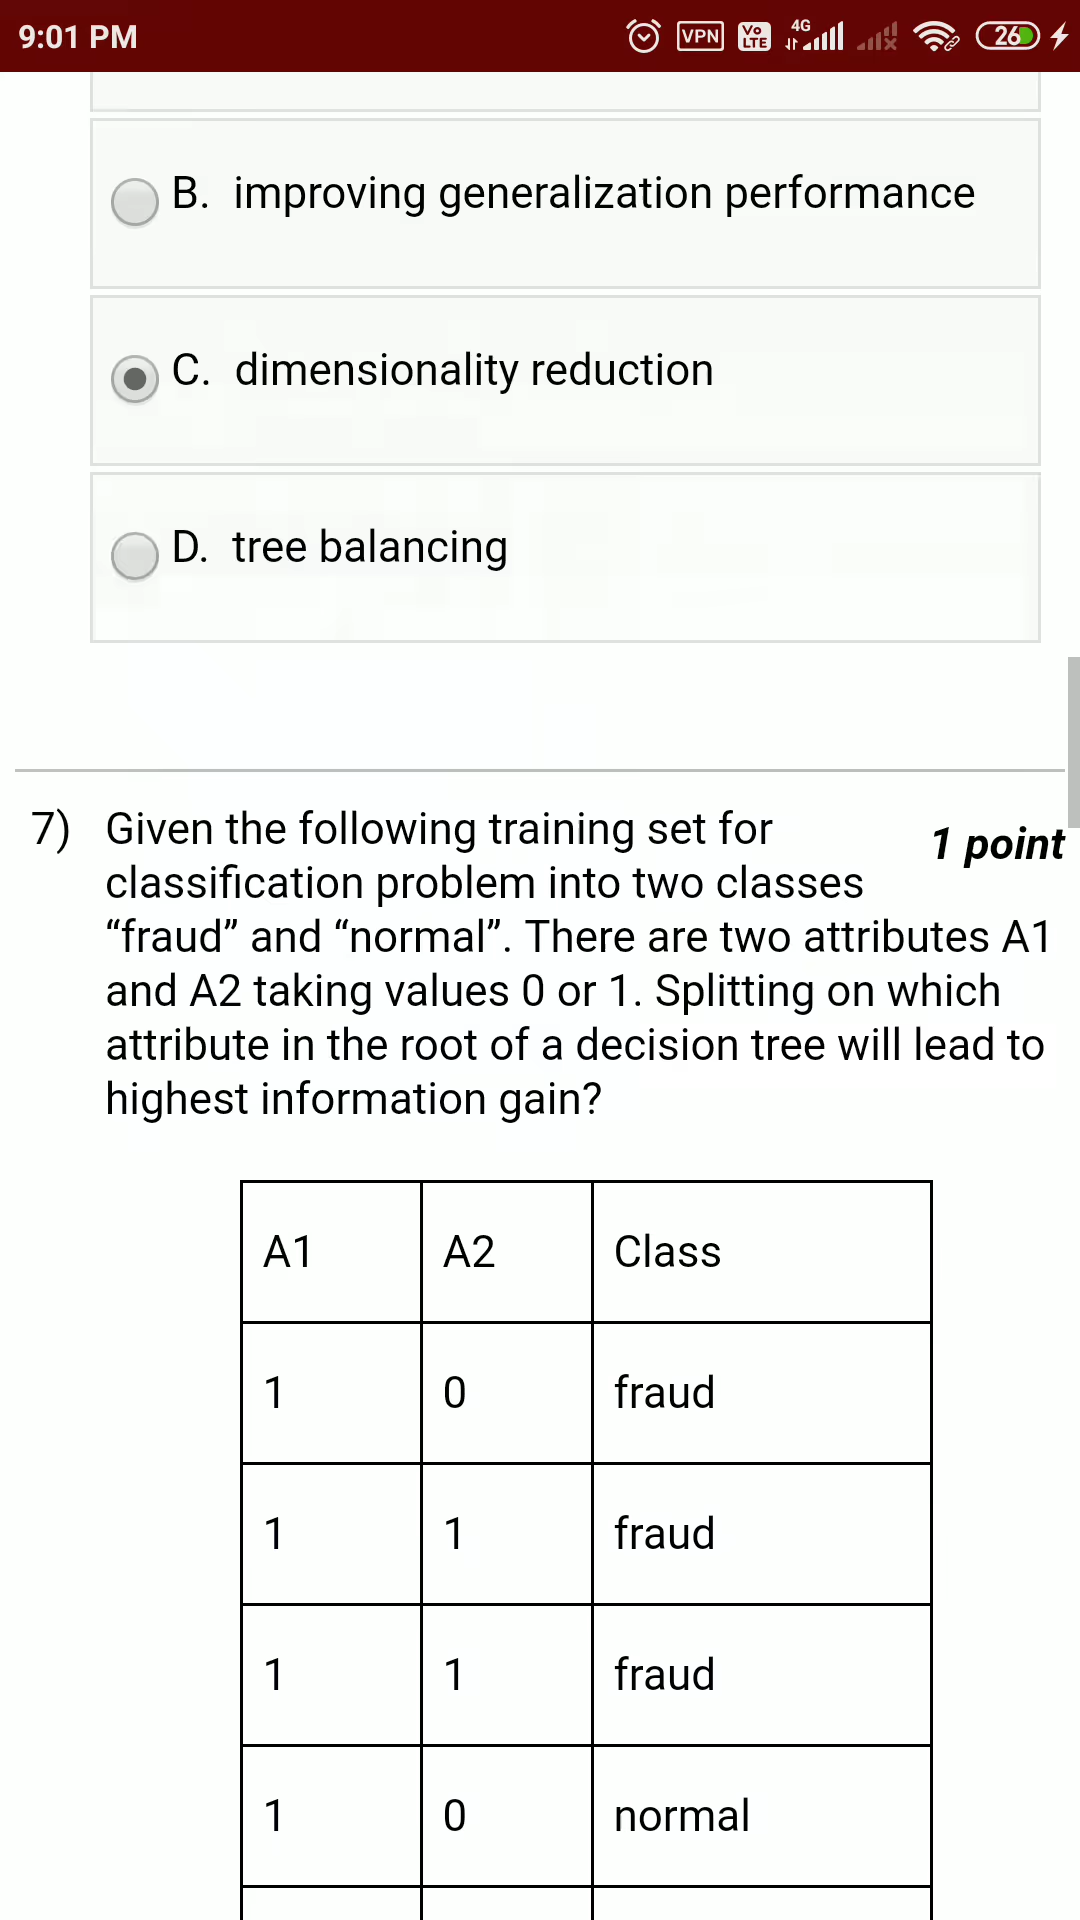 9:01 PM
VPN
Vo LTE
4G
26
B. improving generalization performance
C. dimensionality reduction
D. tree balancing
7) Given the following training set for
1 point
classification problem into two classes
“fraud” and “normal”. There are two attributes A1
and A2 taking values 0 or 1. Splitting on which
attribute in the root of a decision tree will lead to
highest information gain?
A1 A2 Class
1 0 fraud
1 1 fraud
1 1 fraud
1 0 normal